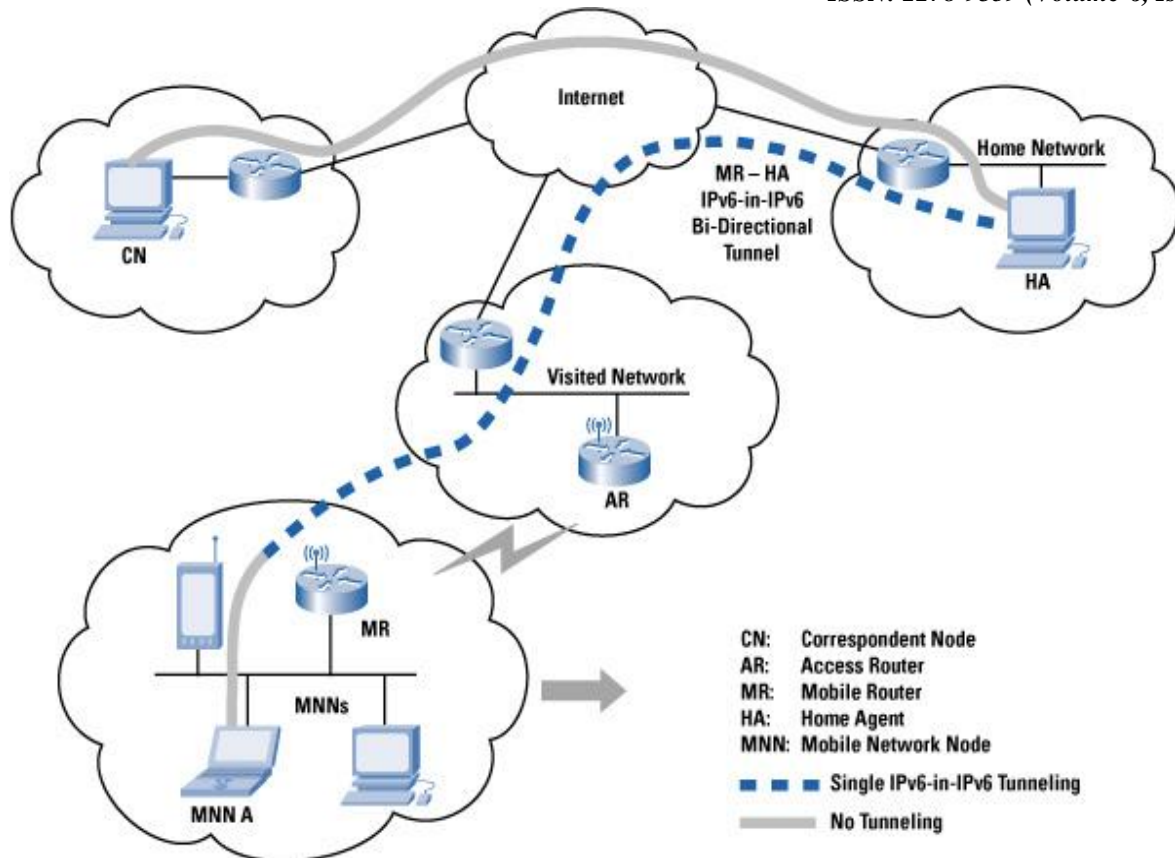 Internet
Home Network
MR – HA
IPv6-in-IPv6
Bi-Directional
Tunnel
CN
HA
Visited Network
AR
MR
MNNs
MNN A
CN: Correspondent Node
AR: Access Router
MR: Mobile Router
HA: Home Agent
MNN: Mobile Network Node
Single IPv6-in-IPv6 Tunneling
No Tunneling